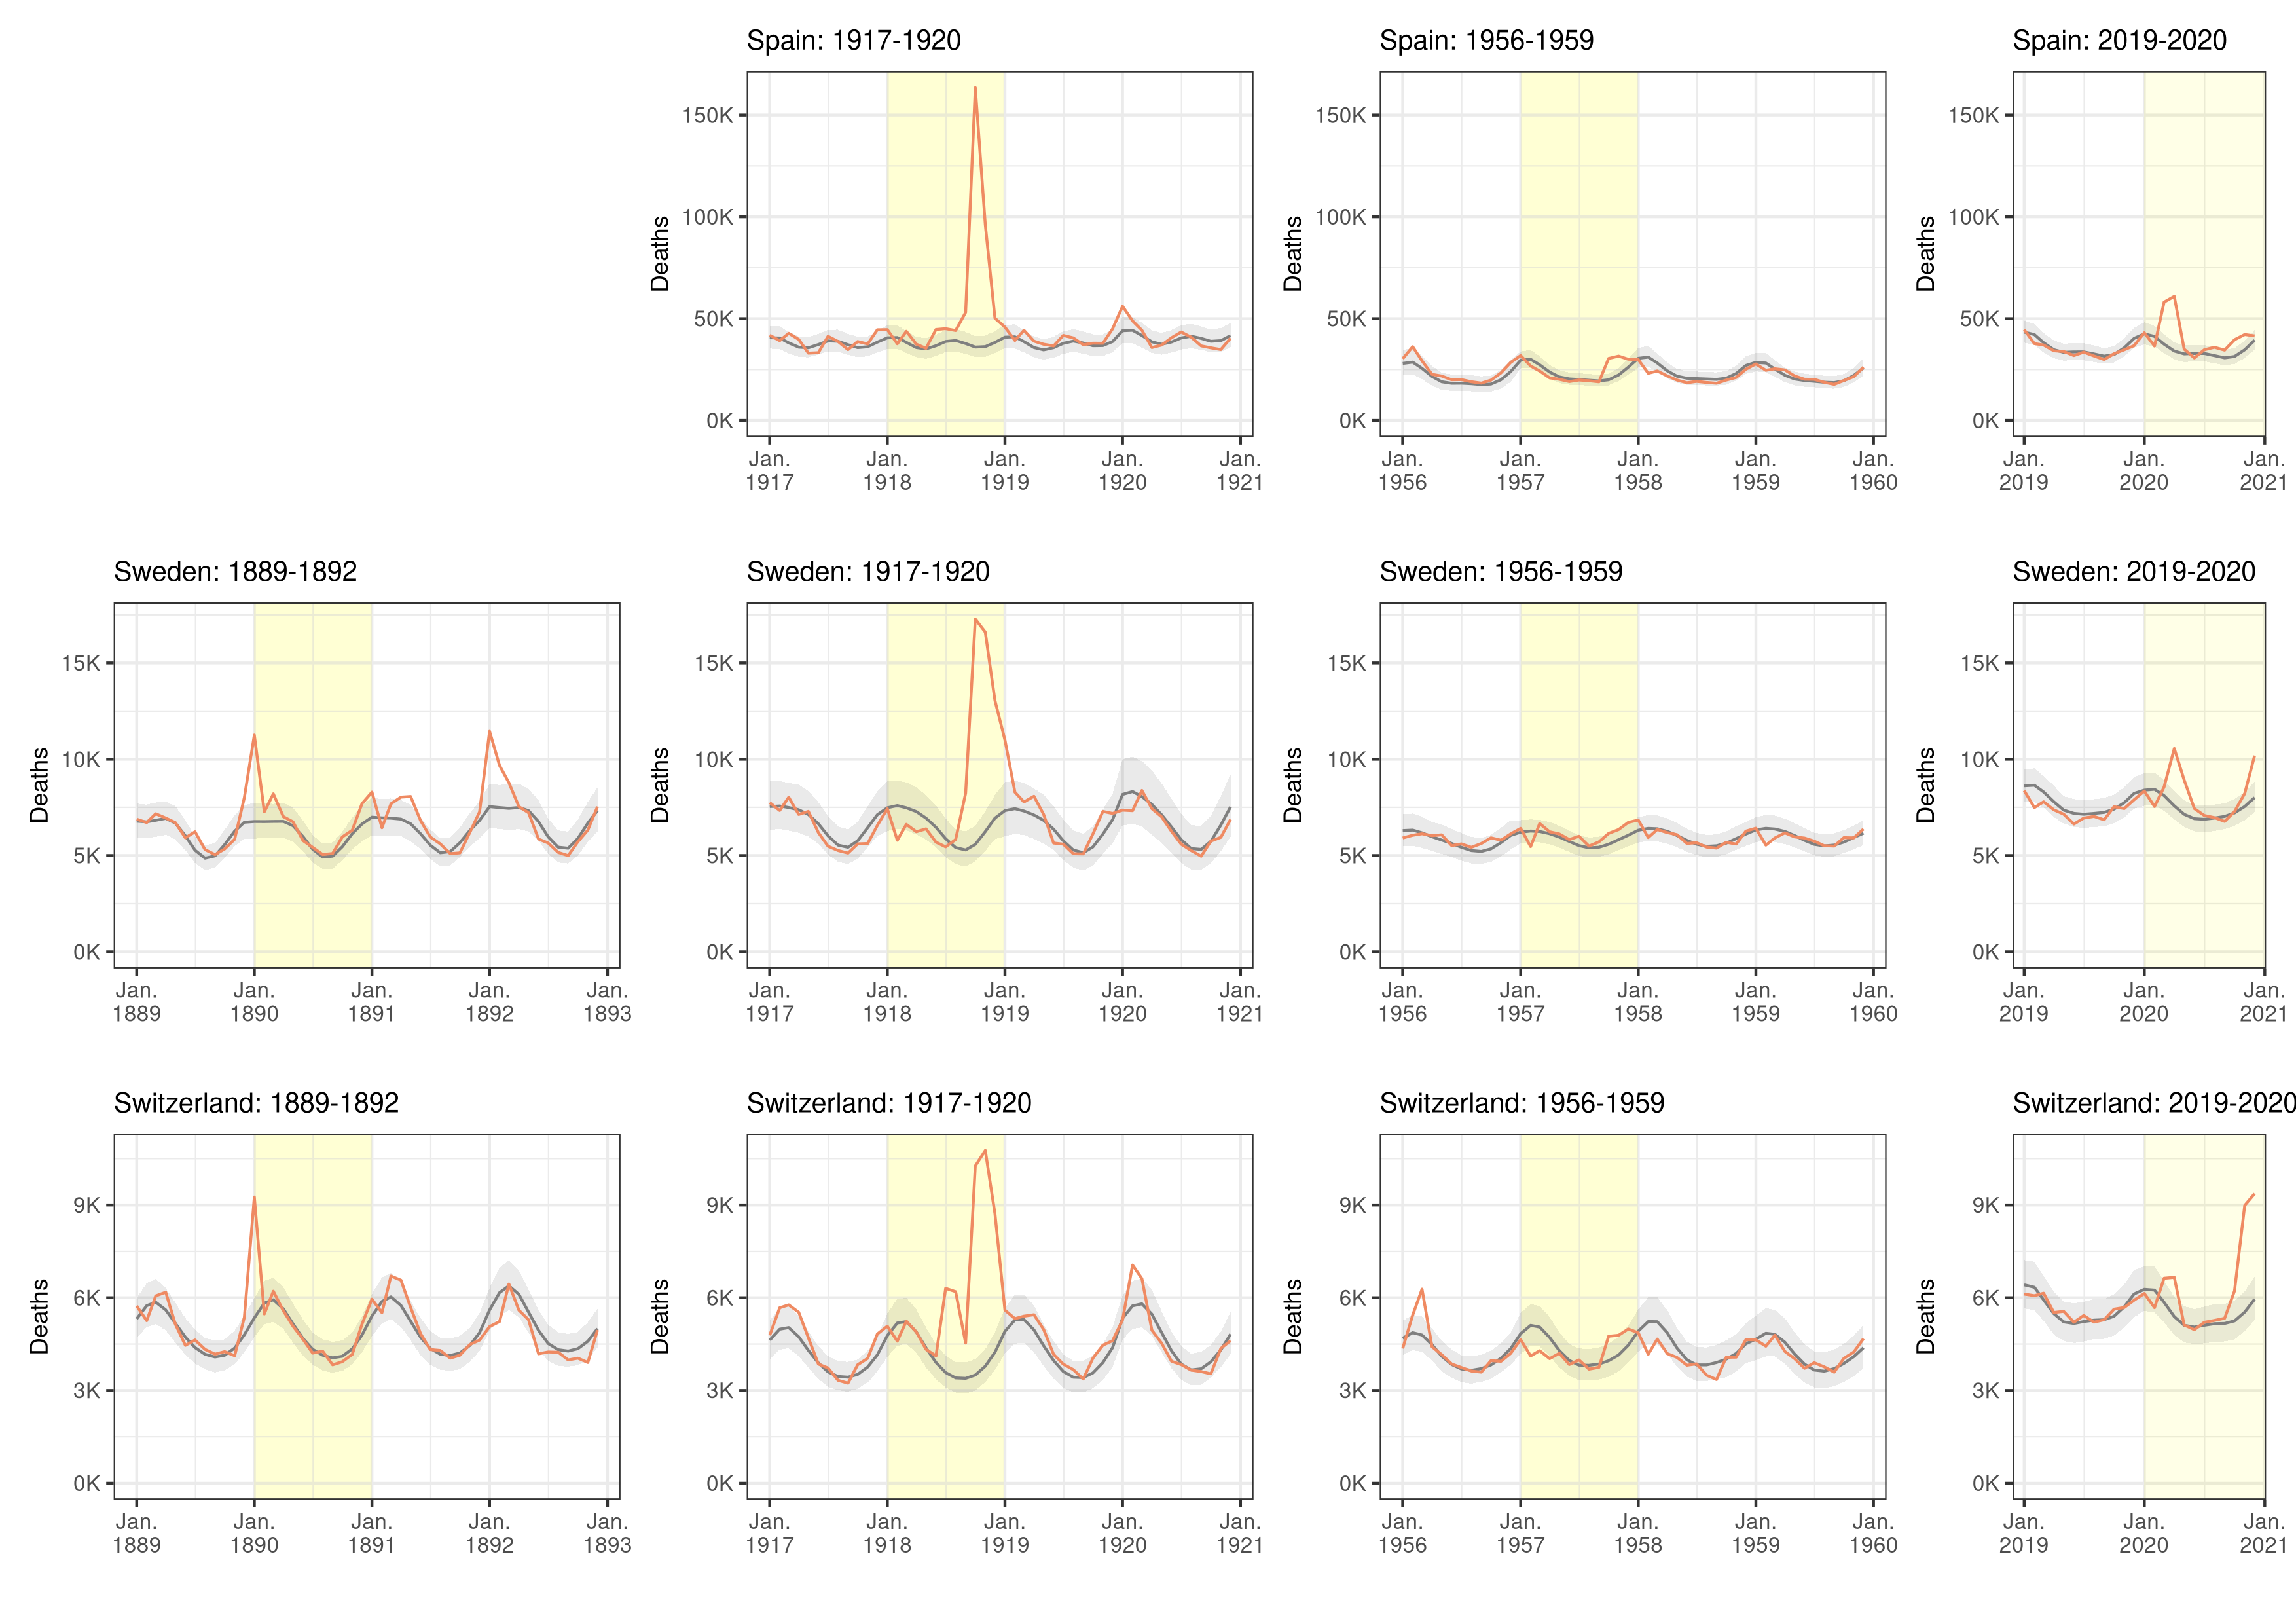 Spain: 1917-1920
Spain: 1956-1959
Spain: 2019-2020
150K
100K
50K
0K
Deaths
Jan. Jan. Jan. Jan. Jan.
1917 1918 1919 1920 1921
150K
100K
50K
0K
Deaths
Jan. Jan. Jan. Jan. Jan.
1956 1957 1958 1959 1960
150K
100K
50K
0K
Deaths
Jan. Jan. Jan.
2019 2020 2021
Sweden: 1889-1892
Sweden: 1917-1920
Sweden: 1956-1959
Sweden: 2019-2020
15K
10K
5K
0K
Deaths
Jan. Jan. Jan. Jan. Jan.
1889 1890 1891 1892 1893
15K
10K
5K
0K
Deaths
Jan. Jan. Jan. Jan. Jan.
1917 1918 1919 1920 1921
15K
10K
5K
0K
Deaths
Jan. Jan. Jan. Jan. Jan.
1956 1957 1958 1959 1960
15K
10K
5K
0K
Deaths
Jan. Jan. Jan.
2019 2020 2021
Switzerland: 1889-1892
Switzerland: 1917-1920
Switzerland: 1956-1959
Switzerland: 2019-2020
9K
6K
3K
0K
Deaths
Jan. Jan. Jan. Jan. Jan.
1889 1890 1891 1892 1893
9K
6K
3K
0K
Deaths
Jan. Jan. Jan. Jan. Jan.
1917 1918 1919 1920 1921
9K
6K
3K
0K
Deaths
Jan. Jan. Jan. Jan. Jan.
1956 1957 1958 1959 1960
9K
6K
3K
0K
Deaths
Jan. Jan. Jan.
2019 2020 2021